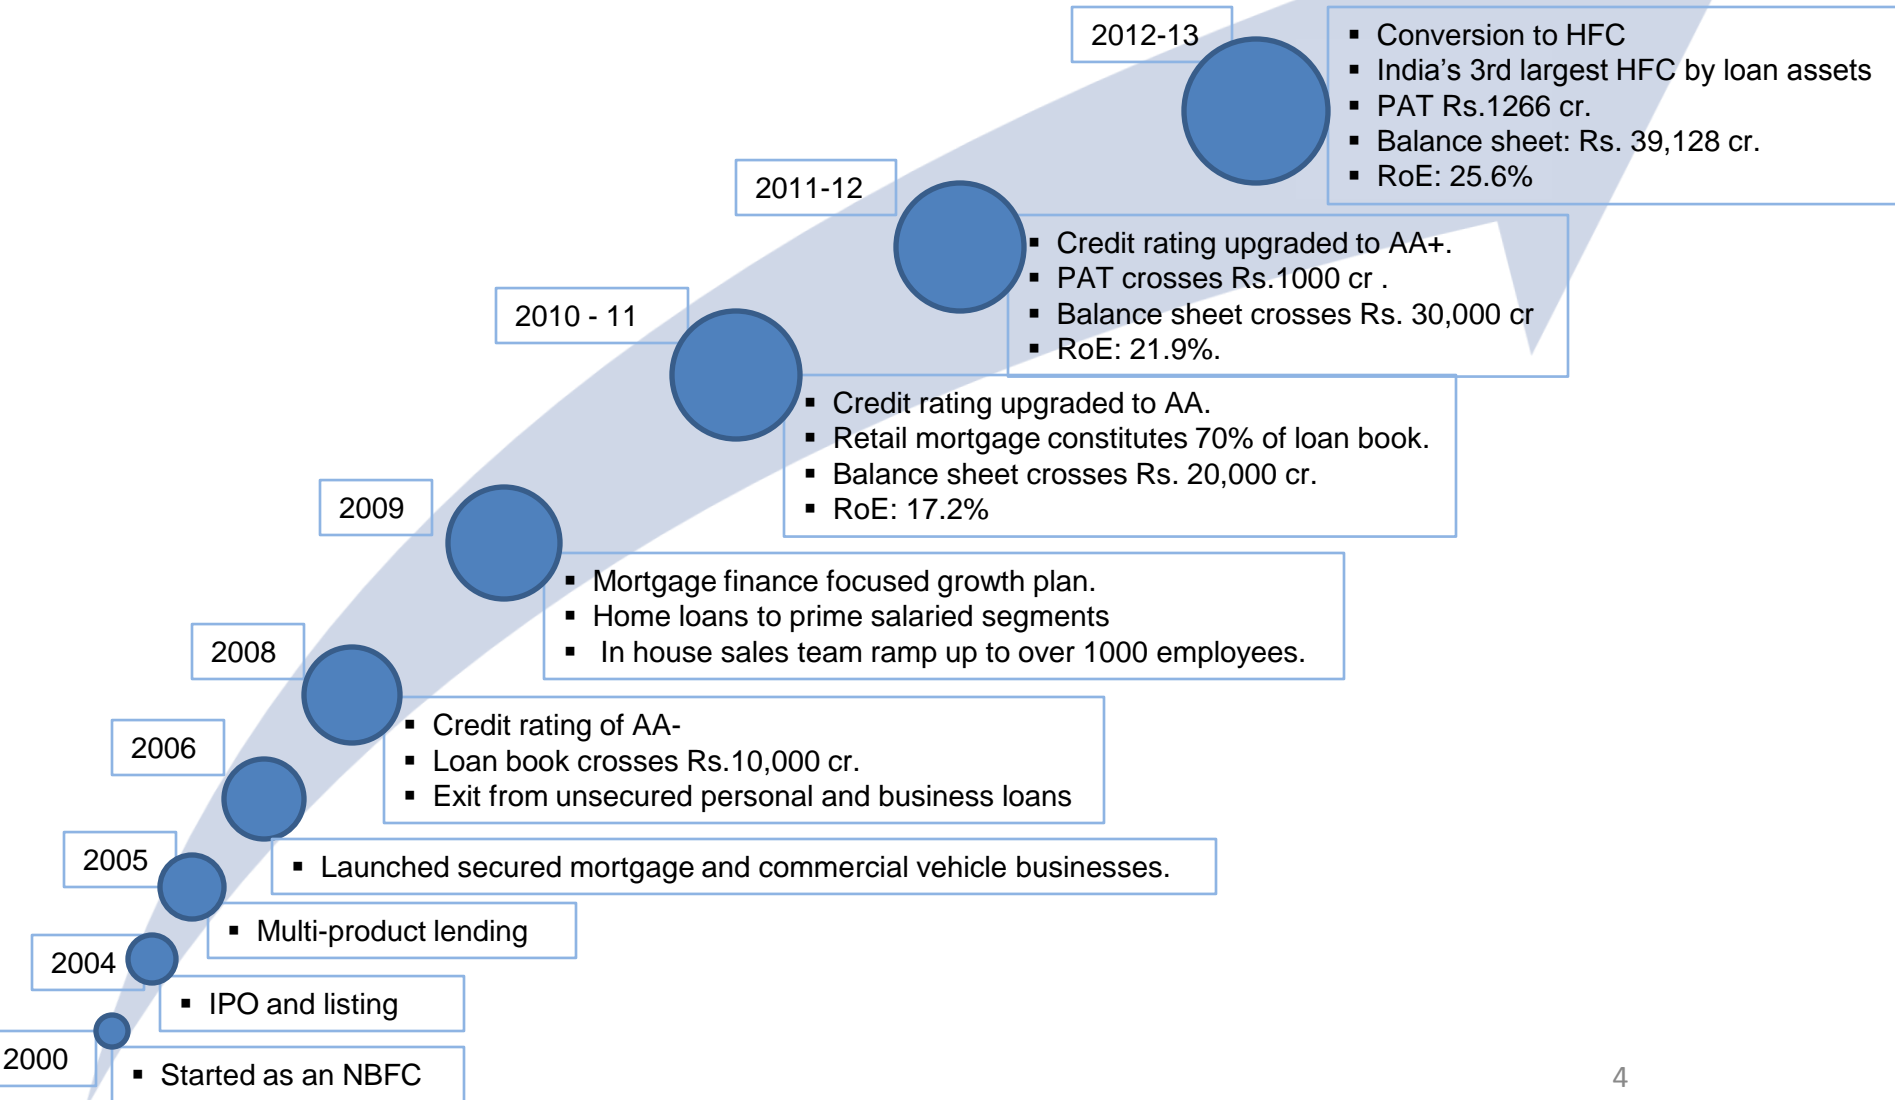 2012-13
▪ Conversion to HFC
▪ India’s 3rd largest HFC by loan assets
▪ PAT Rs.1266 cr.
▪ Balance sheet: Rs. 39,128 cr.
▪ RoE: 25.6%
2011-12
▪ Credit rating upgraded to AA+.
▪ PAT crosses Rs.1000 cr .
▪ Balance sheet crosses Rs. 30,000 cr
▪ RoE: 21.9%.
2010 - 11
▪ Credit rating upgraded to AA.
▪ Retail mortgage constitutes 70% of loan book.
▪ Balance sheet crosses Rs. 20,000 cr.
▪ RoE: 17.2%
2009
▪ Mortgage finance focused growth plan.
▪ Home loans to prime salaried segments
▪ In house sales team ramp up to over 1000 employees.
2008
▪ Credit rating of AA-
▪ Loan book crosses Rs.10,000 cr.
▪ Exit from unsecured personal and business loans
2006
▪ Launched secured mortgage and commercial vehicle businesses.
2005
▪ Multi-product lending
2004
▪ IPO and listing
2000
▪ Started as an NBFC
4